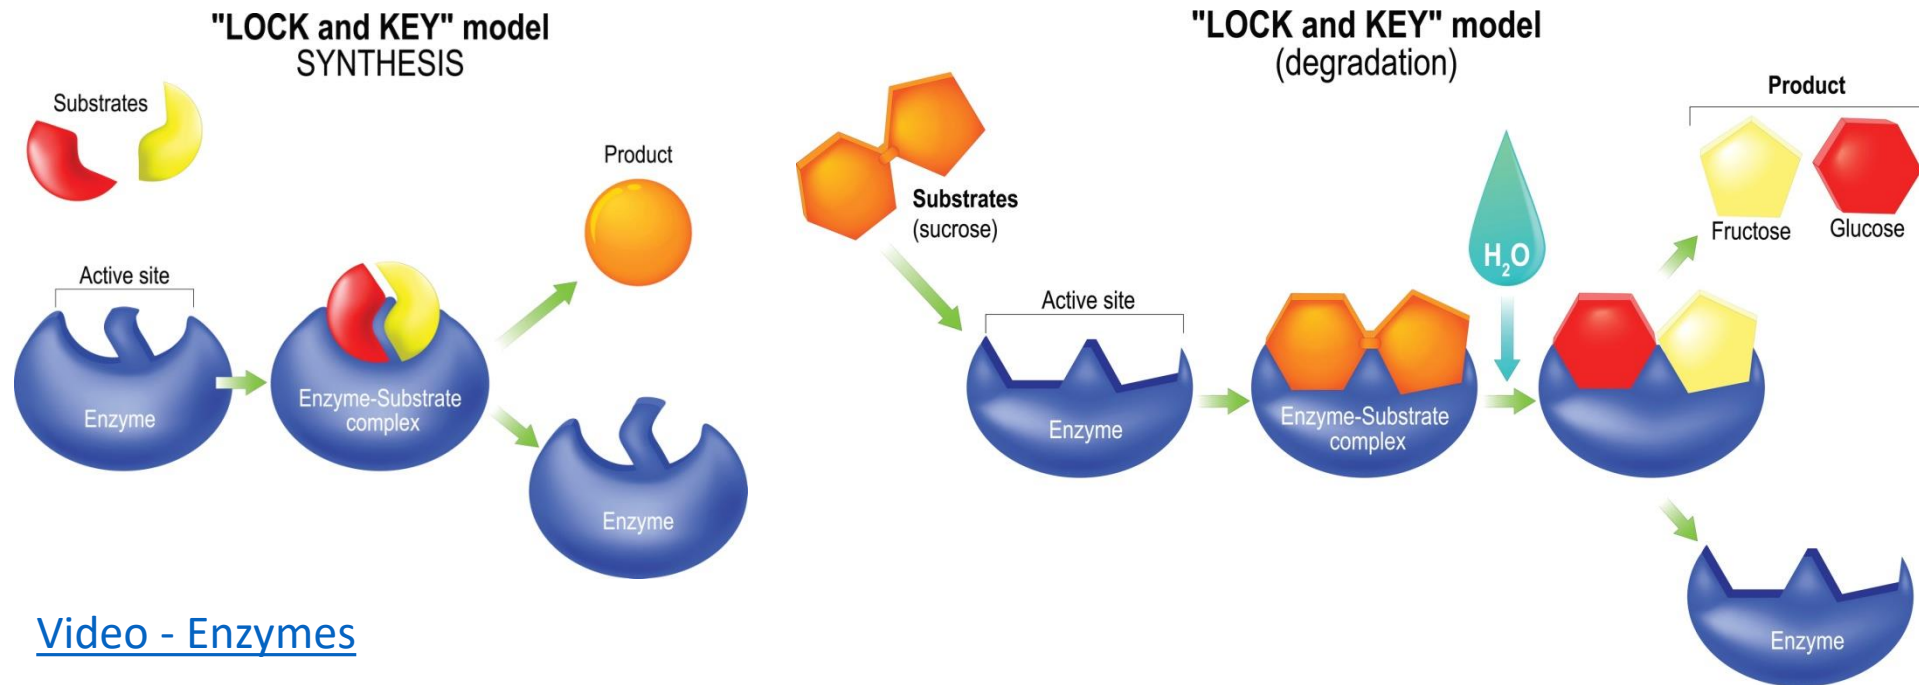 "LOCK and KEY" model
SYNTHESIS
Substrates
Product
Active site
Enzyme
Enzyme-Substrate
complex
Enzyme
Video - Enzymes
"LOCK and KEY" model
(degradation)
Product
Substrates
(sucrose)
H₂O
Fructose
Glucose
Active site
Enzyme
Enzyme-Substrate
complex
Enzyme